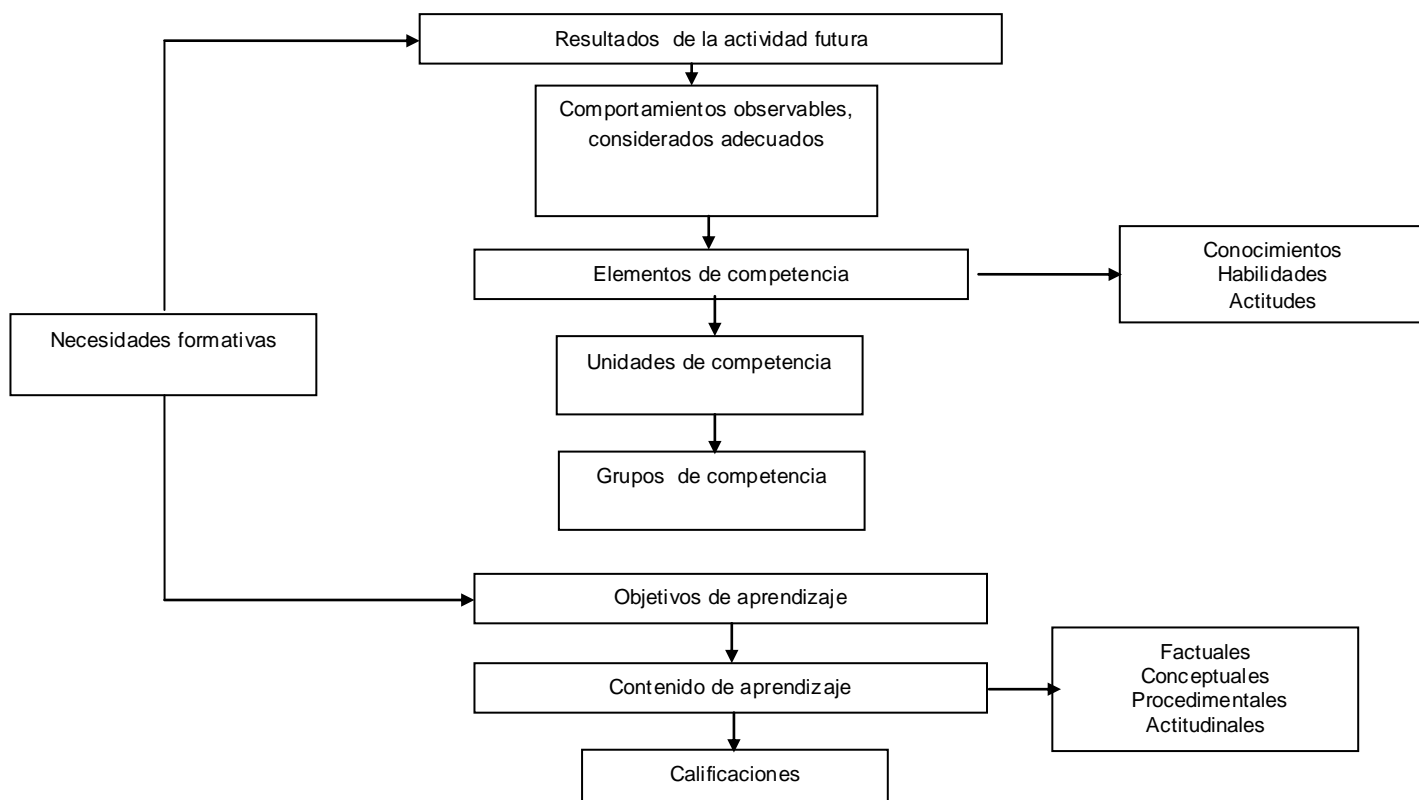 Resultados de la actividad futura
Comportamientos observables,
considerados adecuados
Elementos de competencia
Conocimientos
Habilidades
Actitudes
Necesidades formativas
Unidades de competencia
Grupos de competencia
Objetivos de aprendizaje
Contenido de aprendizaje
Factuales
Conceptuales
Procedimentales
Actitudinales
Calificaciones